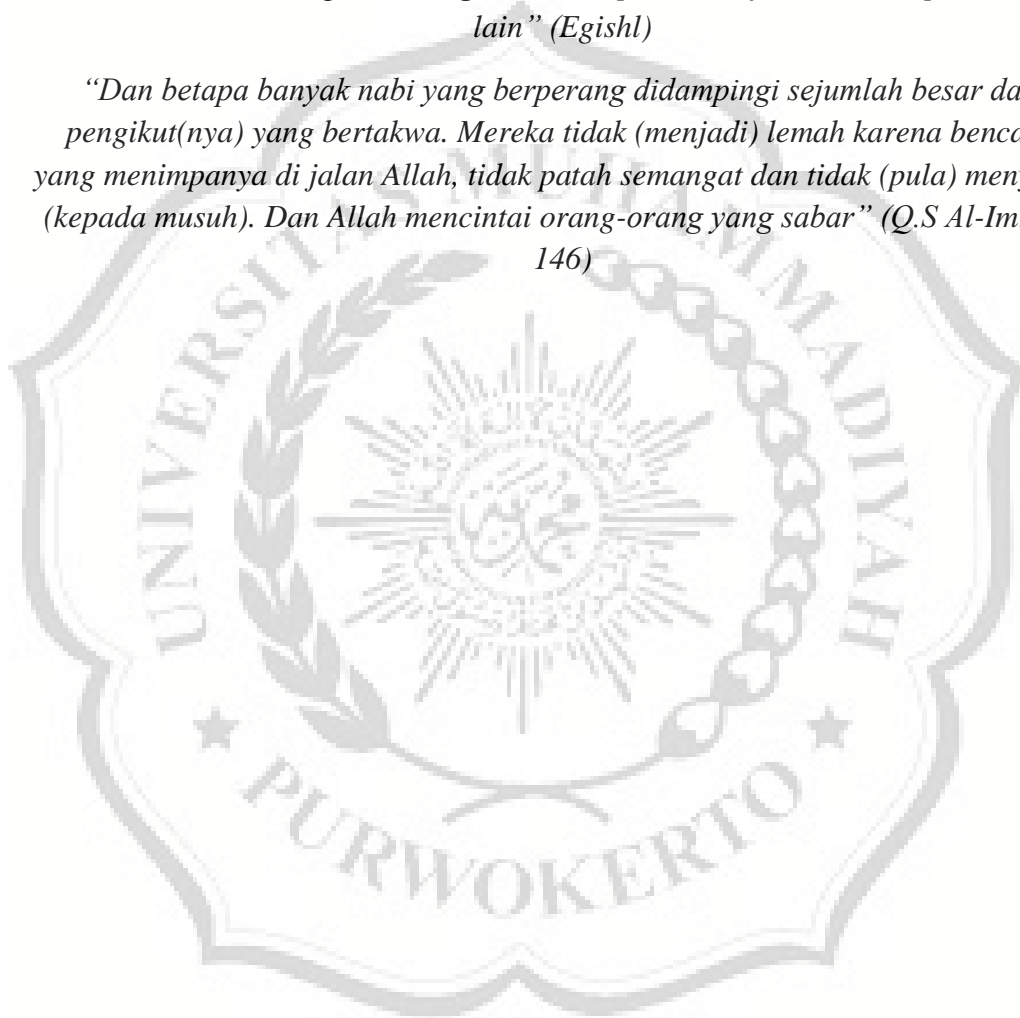 lain” (Egishl)
“Dan betapa banyak nabi yang berperang didampingi sejumlah besar da
pengikut(nya) yang bertakwa. Mereka tidak (menjadi) lemah karena benca
yang menimpanya di jalan Allah, tidak patah semangat dan tidak (pula) meny
(kepada musuh). Dan Allah mencintai orang-orang yang sabar” (Q.S Al-Im
146)
UNIVERSITAS MUHAMMADIYAH
PURWOKERTO